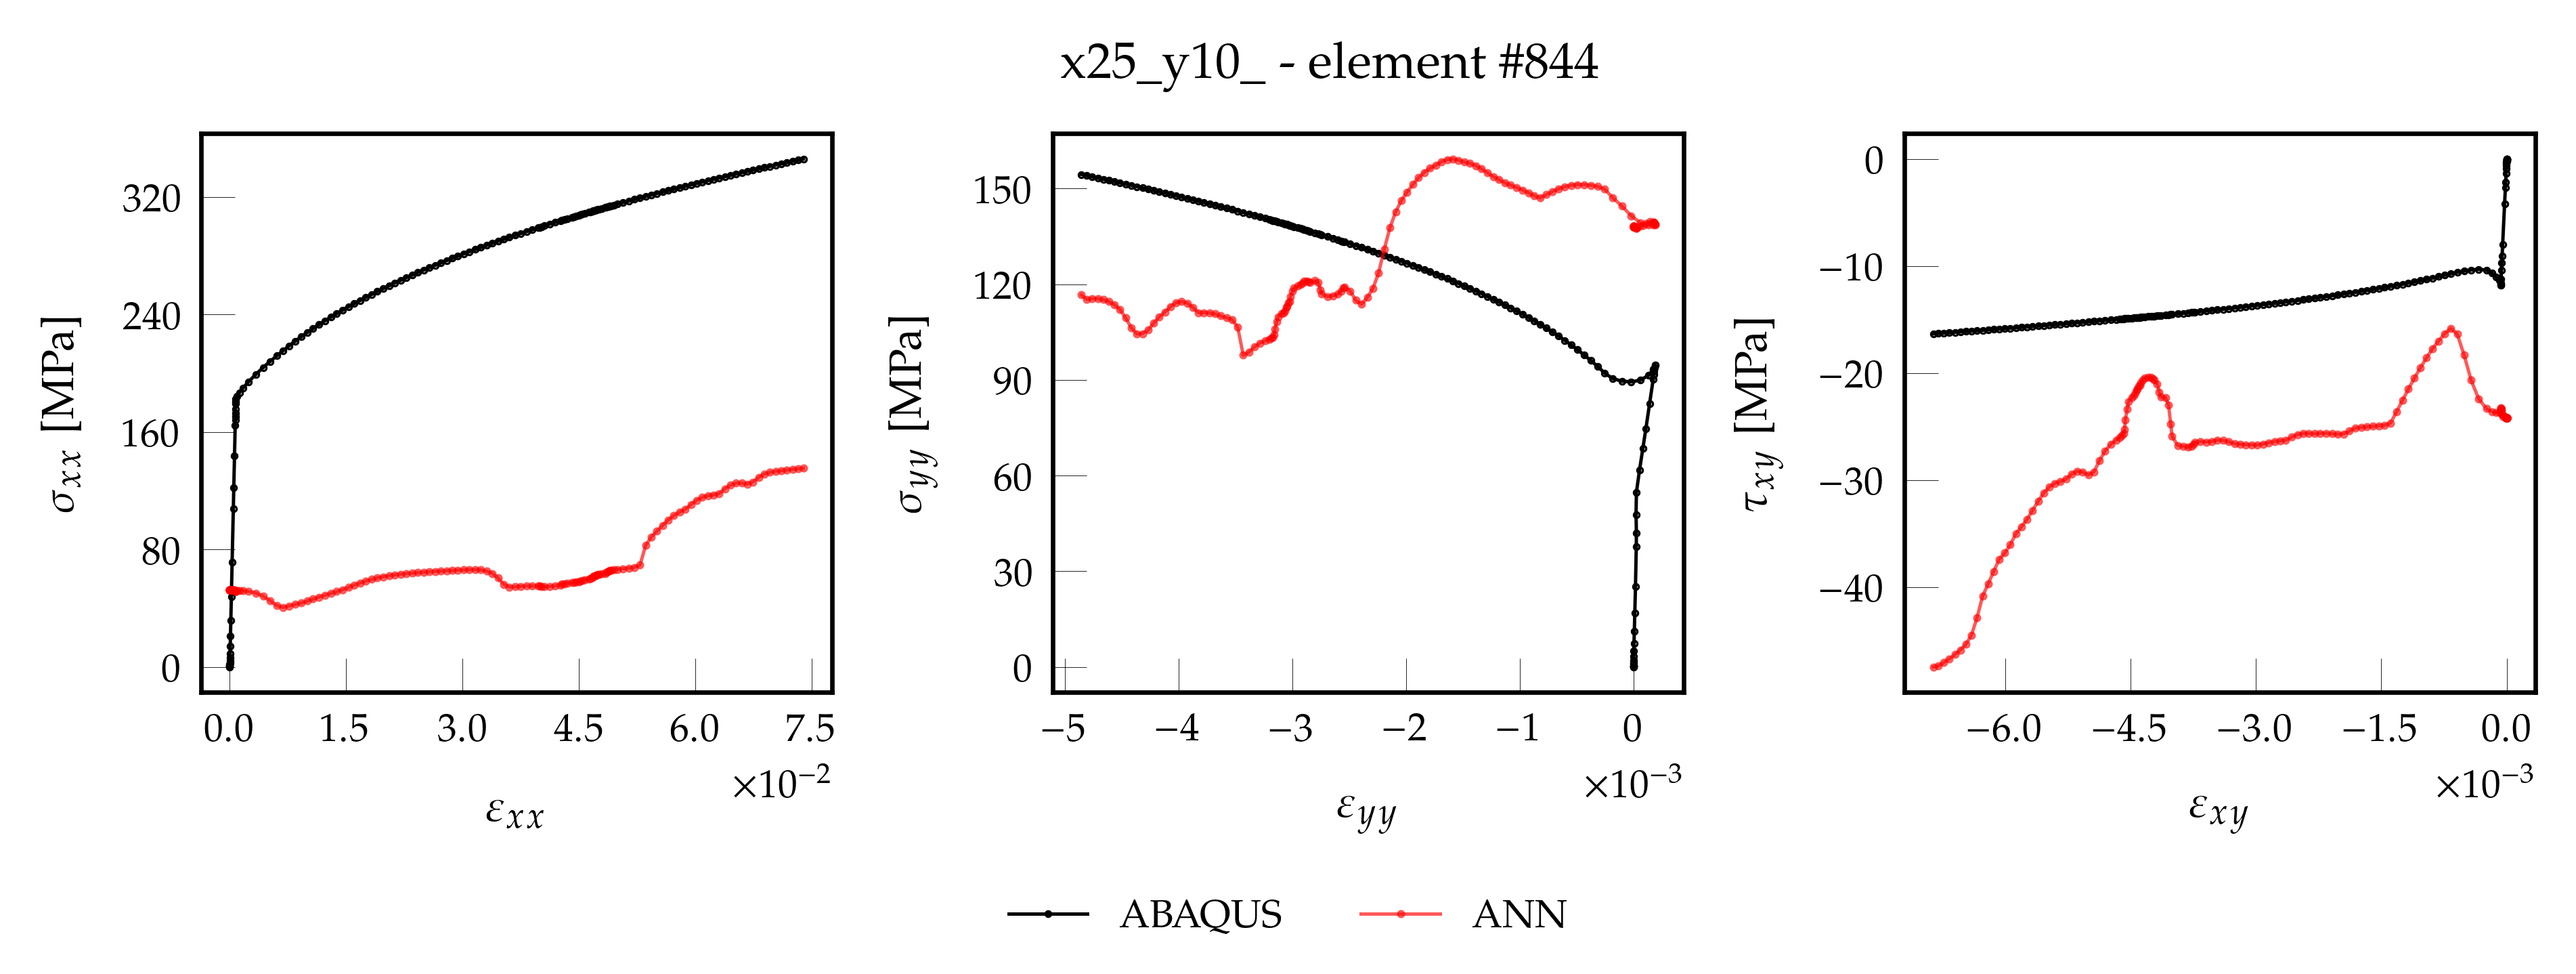 x25_y10_ - element #844
σxx [MPa]
320
240
160
80
0
0.0 1.5 3.0 4.5 6.0 7.5
×10⁻²
εxx
σyy [MPa]
150
120
90
60
30
0
−5 −4 −3 −2 −1 0
×10⁻³
εyy
τxy [MPa]
0
−10
−20
−30
−40
−6.0 −4.5 −3.0 −1.5 0.0
×10⁻³
εxy
ABAQUS ANN